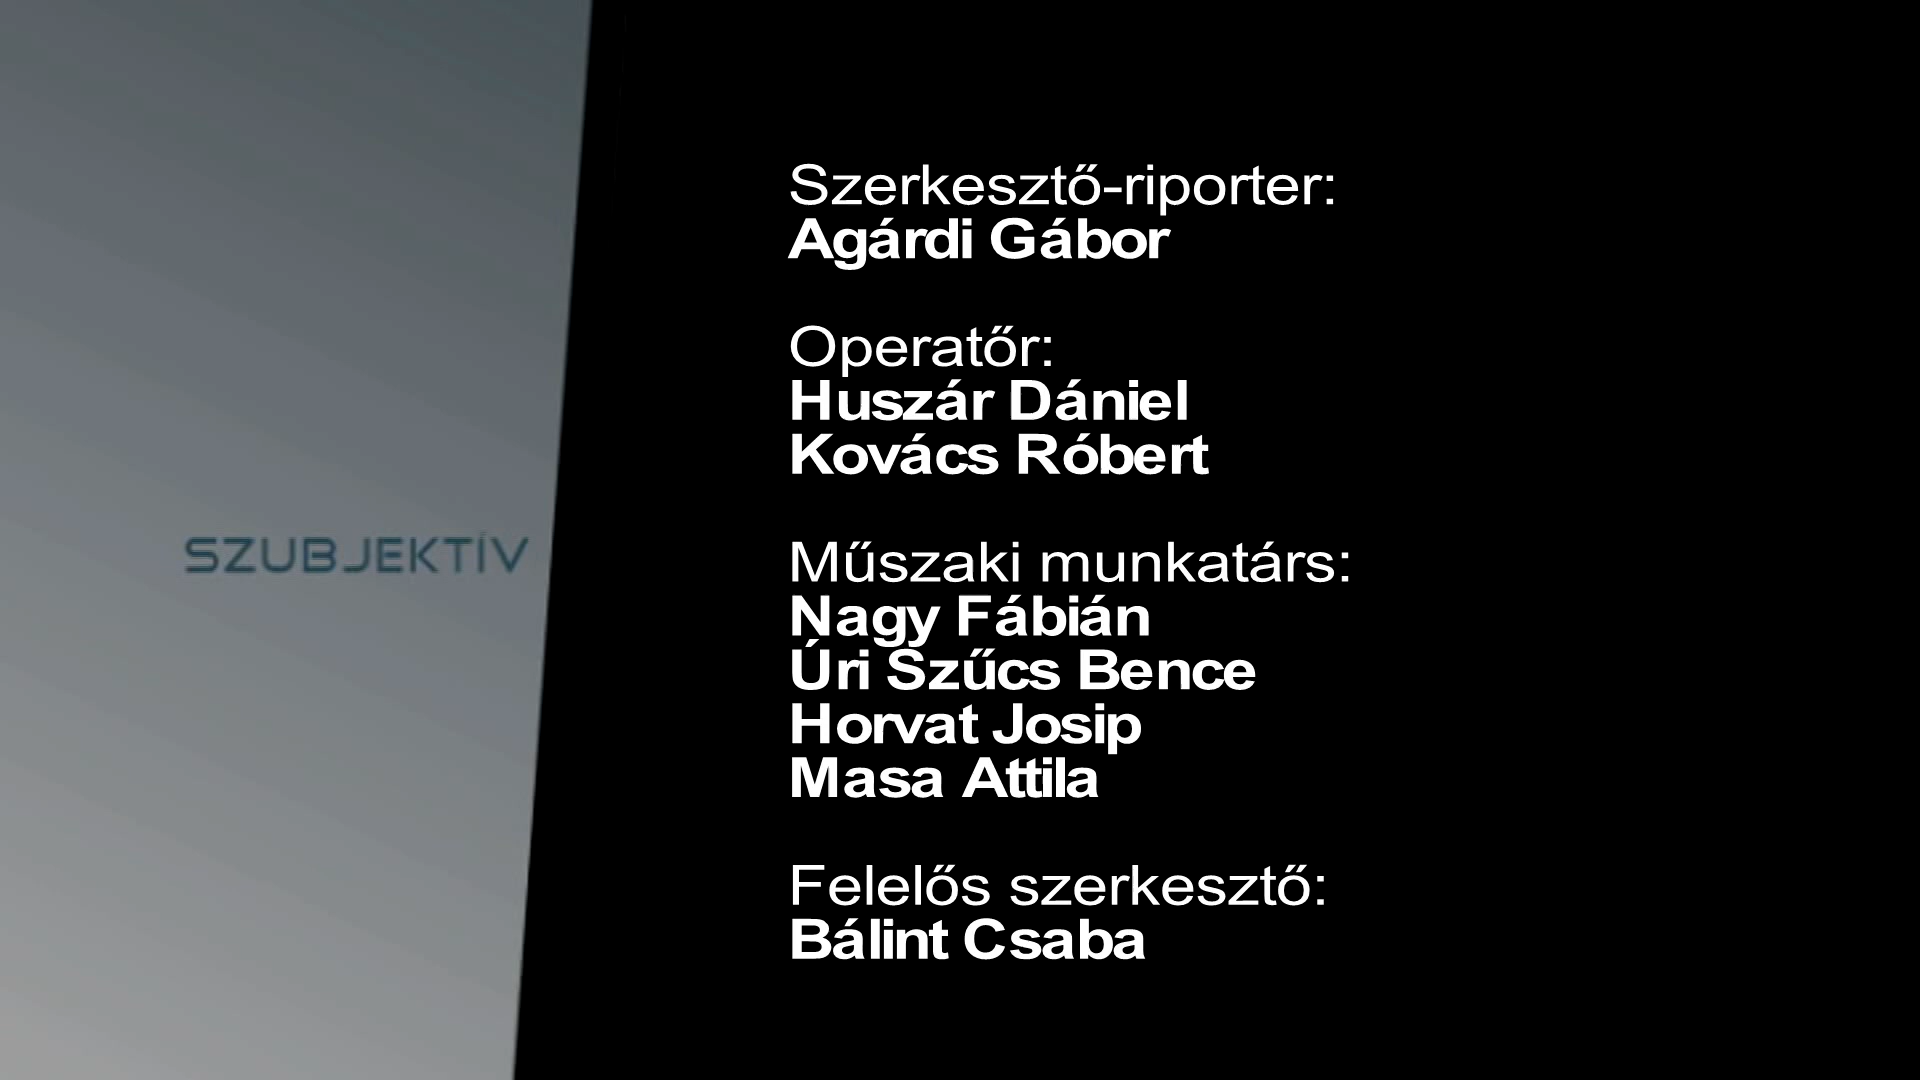 SZUBJEKTÍV
Szerkesztő-riporter:
Agárdi Gábor
Operatőr:
Huszár Dániel
Kovács Róbert
Műszaki munkatárs:
Nagy Fábián
Úri Szűcs Bence
Horvat Josip
Masa Attila
Felelős szerkesztő:
Bálint Csaba